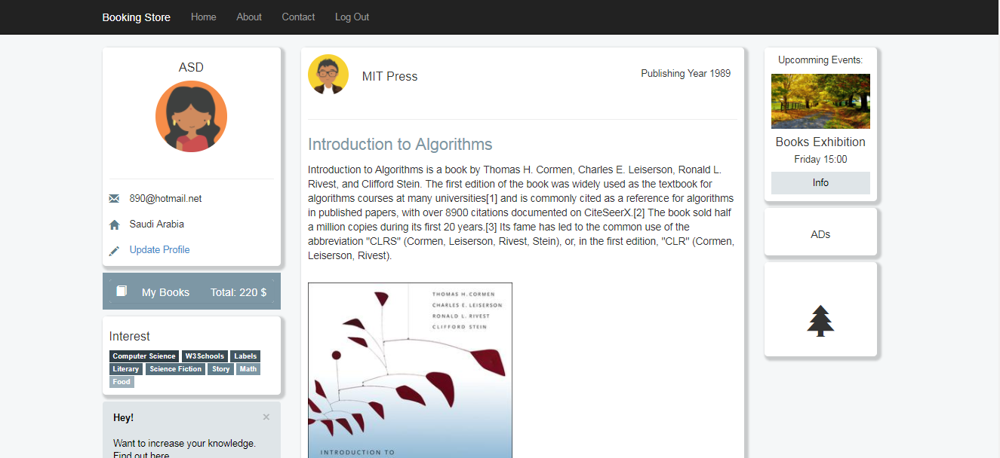 Booking Store Home About Contact Log Out
ASD
890@hotmail.net
Saudi Arabia
Update Profile
My Books Total: 220 $
Interest
Computer Science W3Schools Labels
Literary Science Fiction Story Math
Food
Hey! ×
Want to increase your knowledge.
Find out here
MIT Press Publishing Year 1989
Introduction to Algorithms
Introduction to Algorithms is a book by Thomas H. Cormen, Charles E. Leiserson, Ronald L.
Rivest, and Clifford Stein. The first edition of the book was widely used as the textbook for
algorithms courses at many universities[1] and is commonly cited as a reference for algorithms
in published papers, with over 8900 citations documented on CiteSeerX.[2] The book sold half
a million copies during its first 20 years.[3] Its fame has led to the common use of the
abbreviation "CLRS" (Cormen, Leiserson, Rivest, Stein), or, in the first edition, "CLR" (Cormen,
Leiserson, Rivest).
THOMAS H. CORMEN
CHARLES E. LEISERSON
RONALD L. RIVEST
CLIFFORD STEIN
INTRODUCTION TO
Upcomming Events:
Books Exhibition
Friday 15:00
Info
ADs